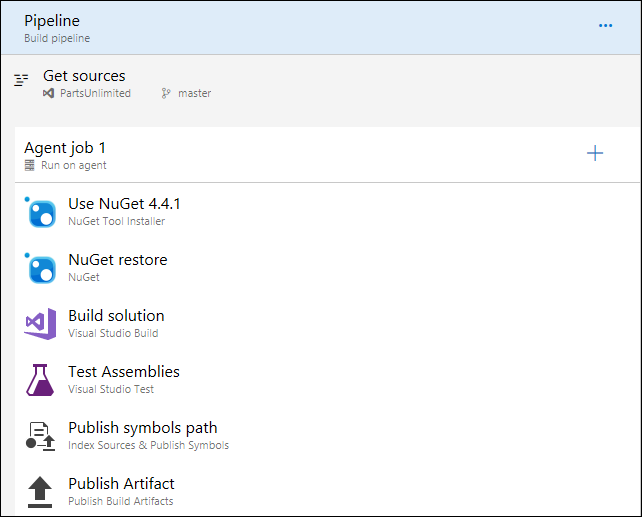 Pipeline
Build pipeline
Get sources
PartsUnlimited master
Agent job 1
Run on agent
Use NuGet 4.4.1
NuGet Tool Installer
NuGet restore
NuGet
Build solution
Visual Studio Build
Test Assemblies
Visual Studio Test
Publish symbols path
Index Sources & Publish Symbols
Publish Artifact
Publish Build Artifacts